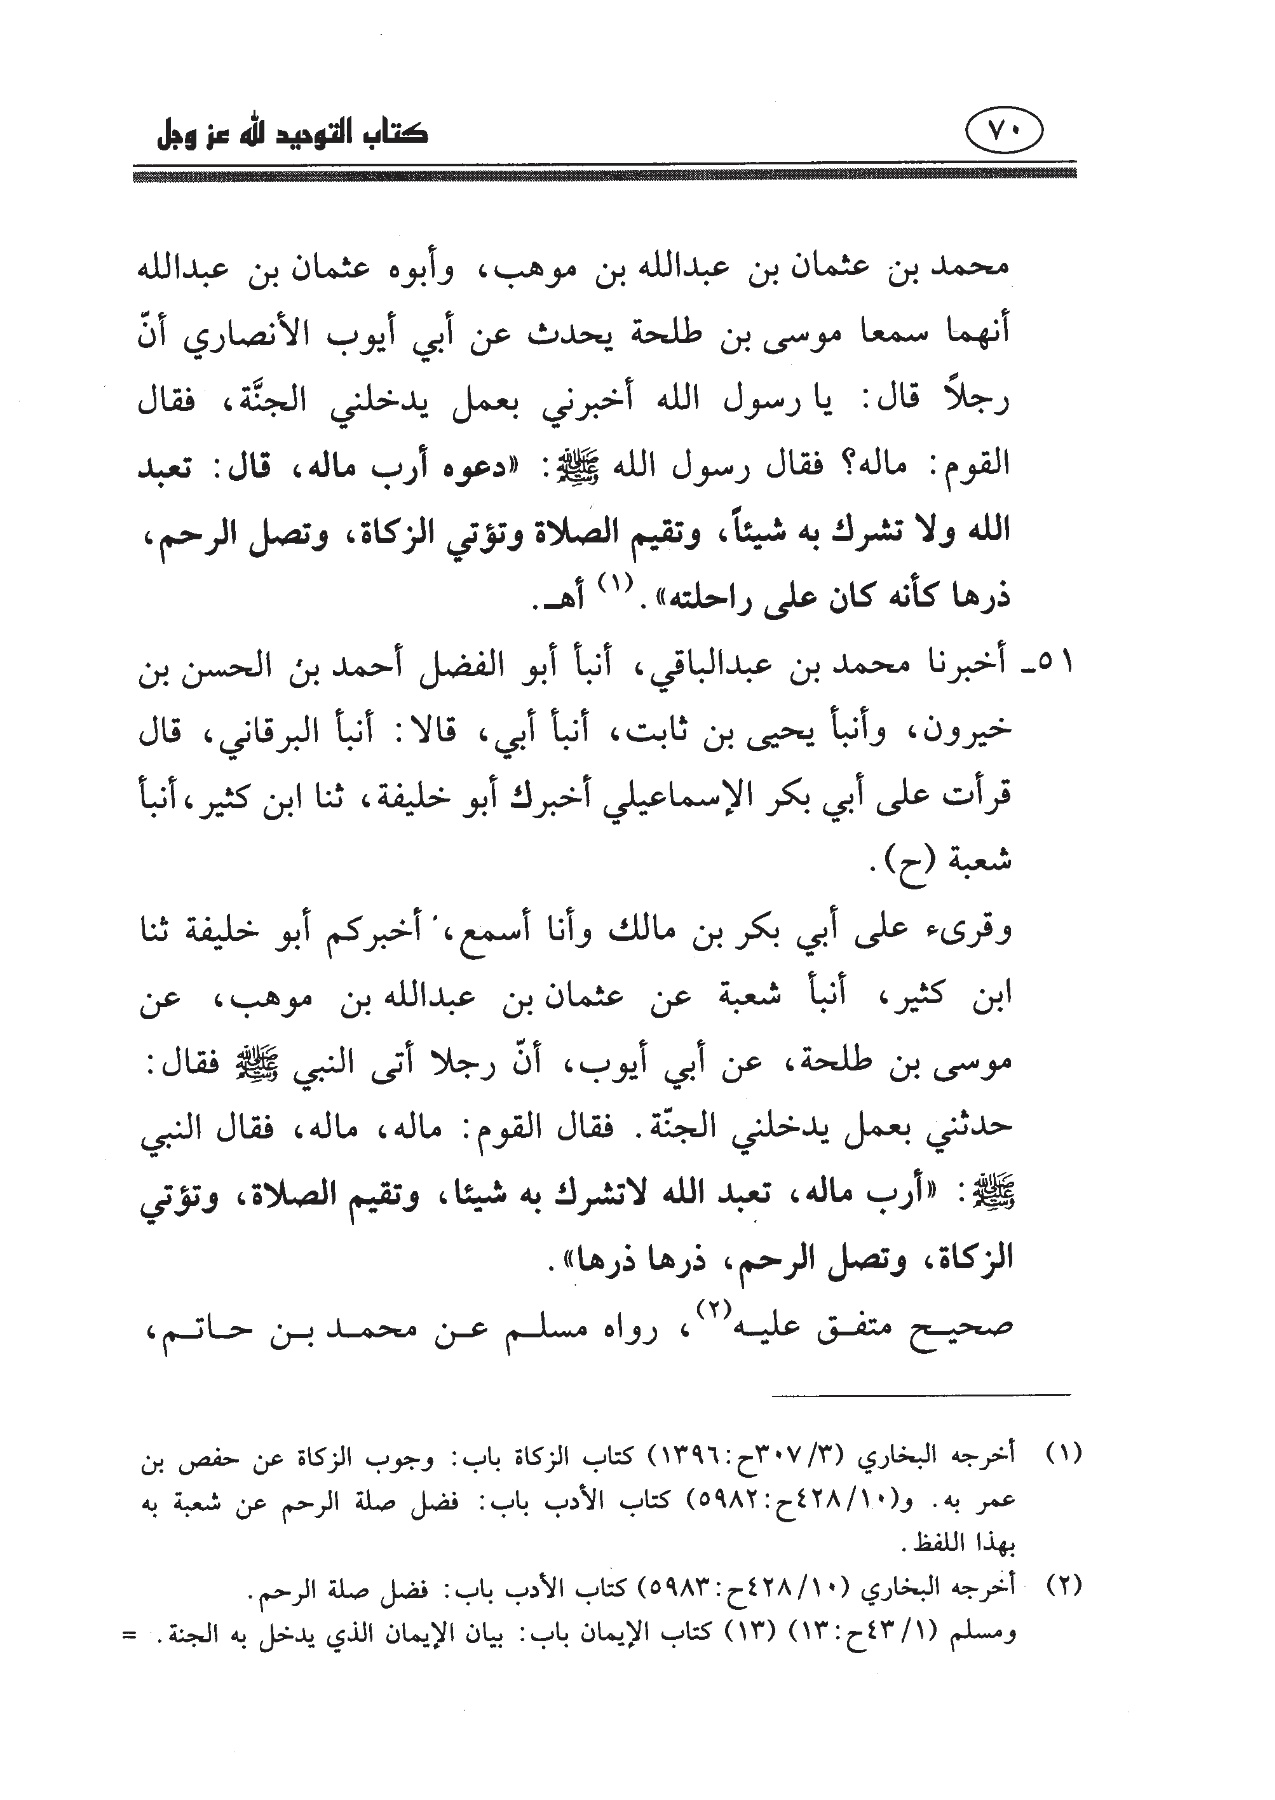 ٧٠
كتاب التوحيد لله عز وجل
محمد بن عثمان بن عبدالله بن موهب، وأبوه عثمان بن عبدالله
أنهما سمعا موسى بن طلحة يحدث عن أبي أيوب الأنصاري أنّ
رجلاً قال: يا رسول الله أخبرني بعمل يدخلني الجنَّة، فقال
القوم: ماله؟ فقال رسول الله ﷺ: «دعوه أرب ماله، قال: تعبد
الله ولا تشرك به شيئاً، وتقيم الصلاة وتؤتي الزكاة، وتصل الرحم،
ذرها كأنه كان على راحلته».(١) أهـ.
٥١ـ أخبرنا محمد بن عبدالباقي، أنبأ أبو الفضل أحمد بن الحسن بن
خيرون، وأنبأ يحيى بن ثابت، أنبأ أبي، قالا: أنبأ البرقاني، قال
قرأت على أبي بكر الإسماعيلي أخبرك أبو خليفة، ثنا ابن كثير، أنبأ
شعبة (ح).
وقرىء على أبي بكر بن مالك وأنا أسمع، أخبركم أبو خليفة ثنا
ابن كثير، أنبأ شعبة عن عثمان بن عبدالله بن موهب، عن
موسى بن طلحة، عن أبي أيوب، أنّ رجلا أتى النبي ﷺ فقال:
حدثني بعمل يدخلني الجنّة. فقال القوم: ماله، ماله، فقال النبي
ﷺ: «أرب ماله، تعبد الله لاتشرك به شيئا، وتقيم الصلاة، وتؤتي
الزكاة، وتصل الرحم، ذرها ذرها».
صحيح متفق عليه(٢)، رواه مسلم عن محمد بن حاتم،
(١) أخرجه البخاري (٣٠٧/٣ح:١٣٩٦) كتاب الزكاة باب: وجوب الزكاة عن حفص بن
عمر به. و(٤٢٨/١٠ح:٥٩٨٢) كتاب الأدب باب: فضل صلة الرحم عن شعبة به
بهذا اللفظ.
(٢) أخرجه البخاري (٤٢٨/١٠ح:٥٩٨٣) كتاب الأدب باب: فضل صلة الرحم.
ومسلم (٤٣/١ح:١٣) (١٣) كتاب الإيمان باب: بيان الإيمان الذي يدخل به الجنة. =